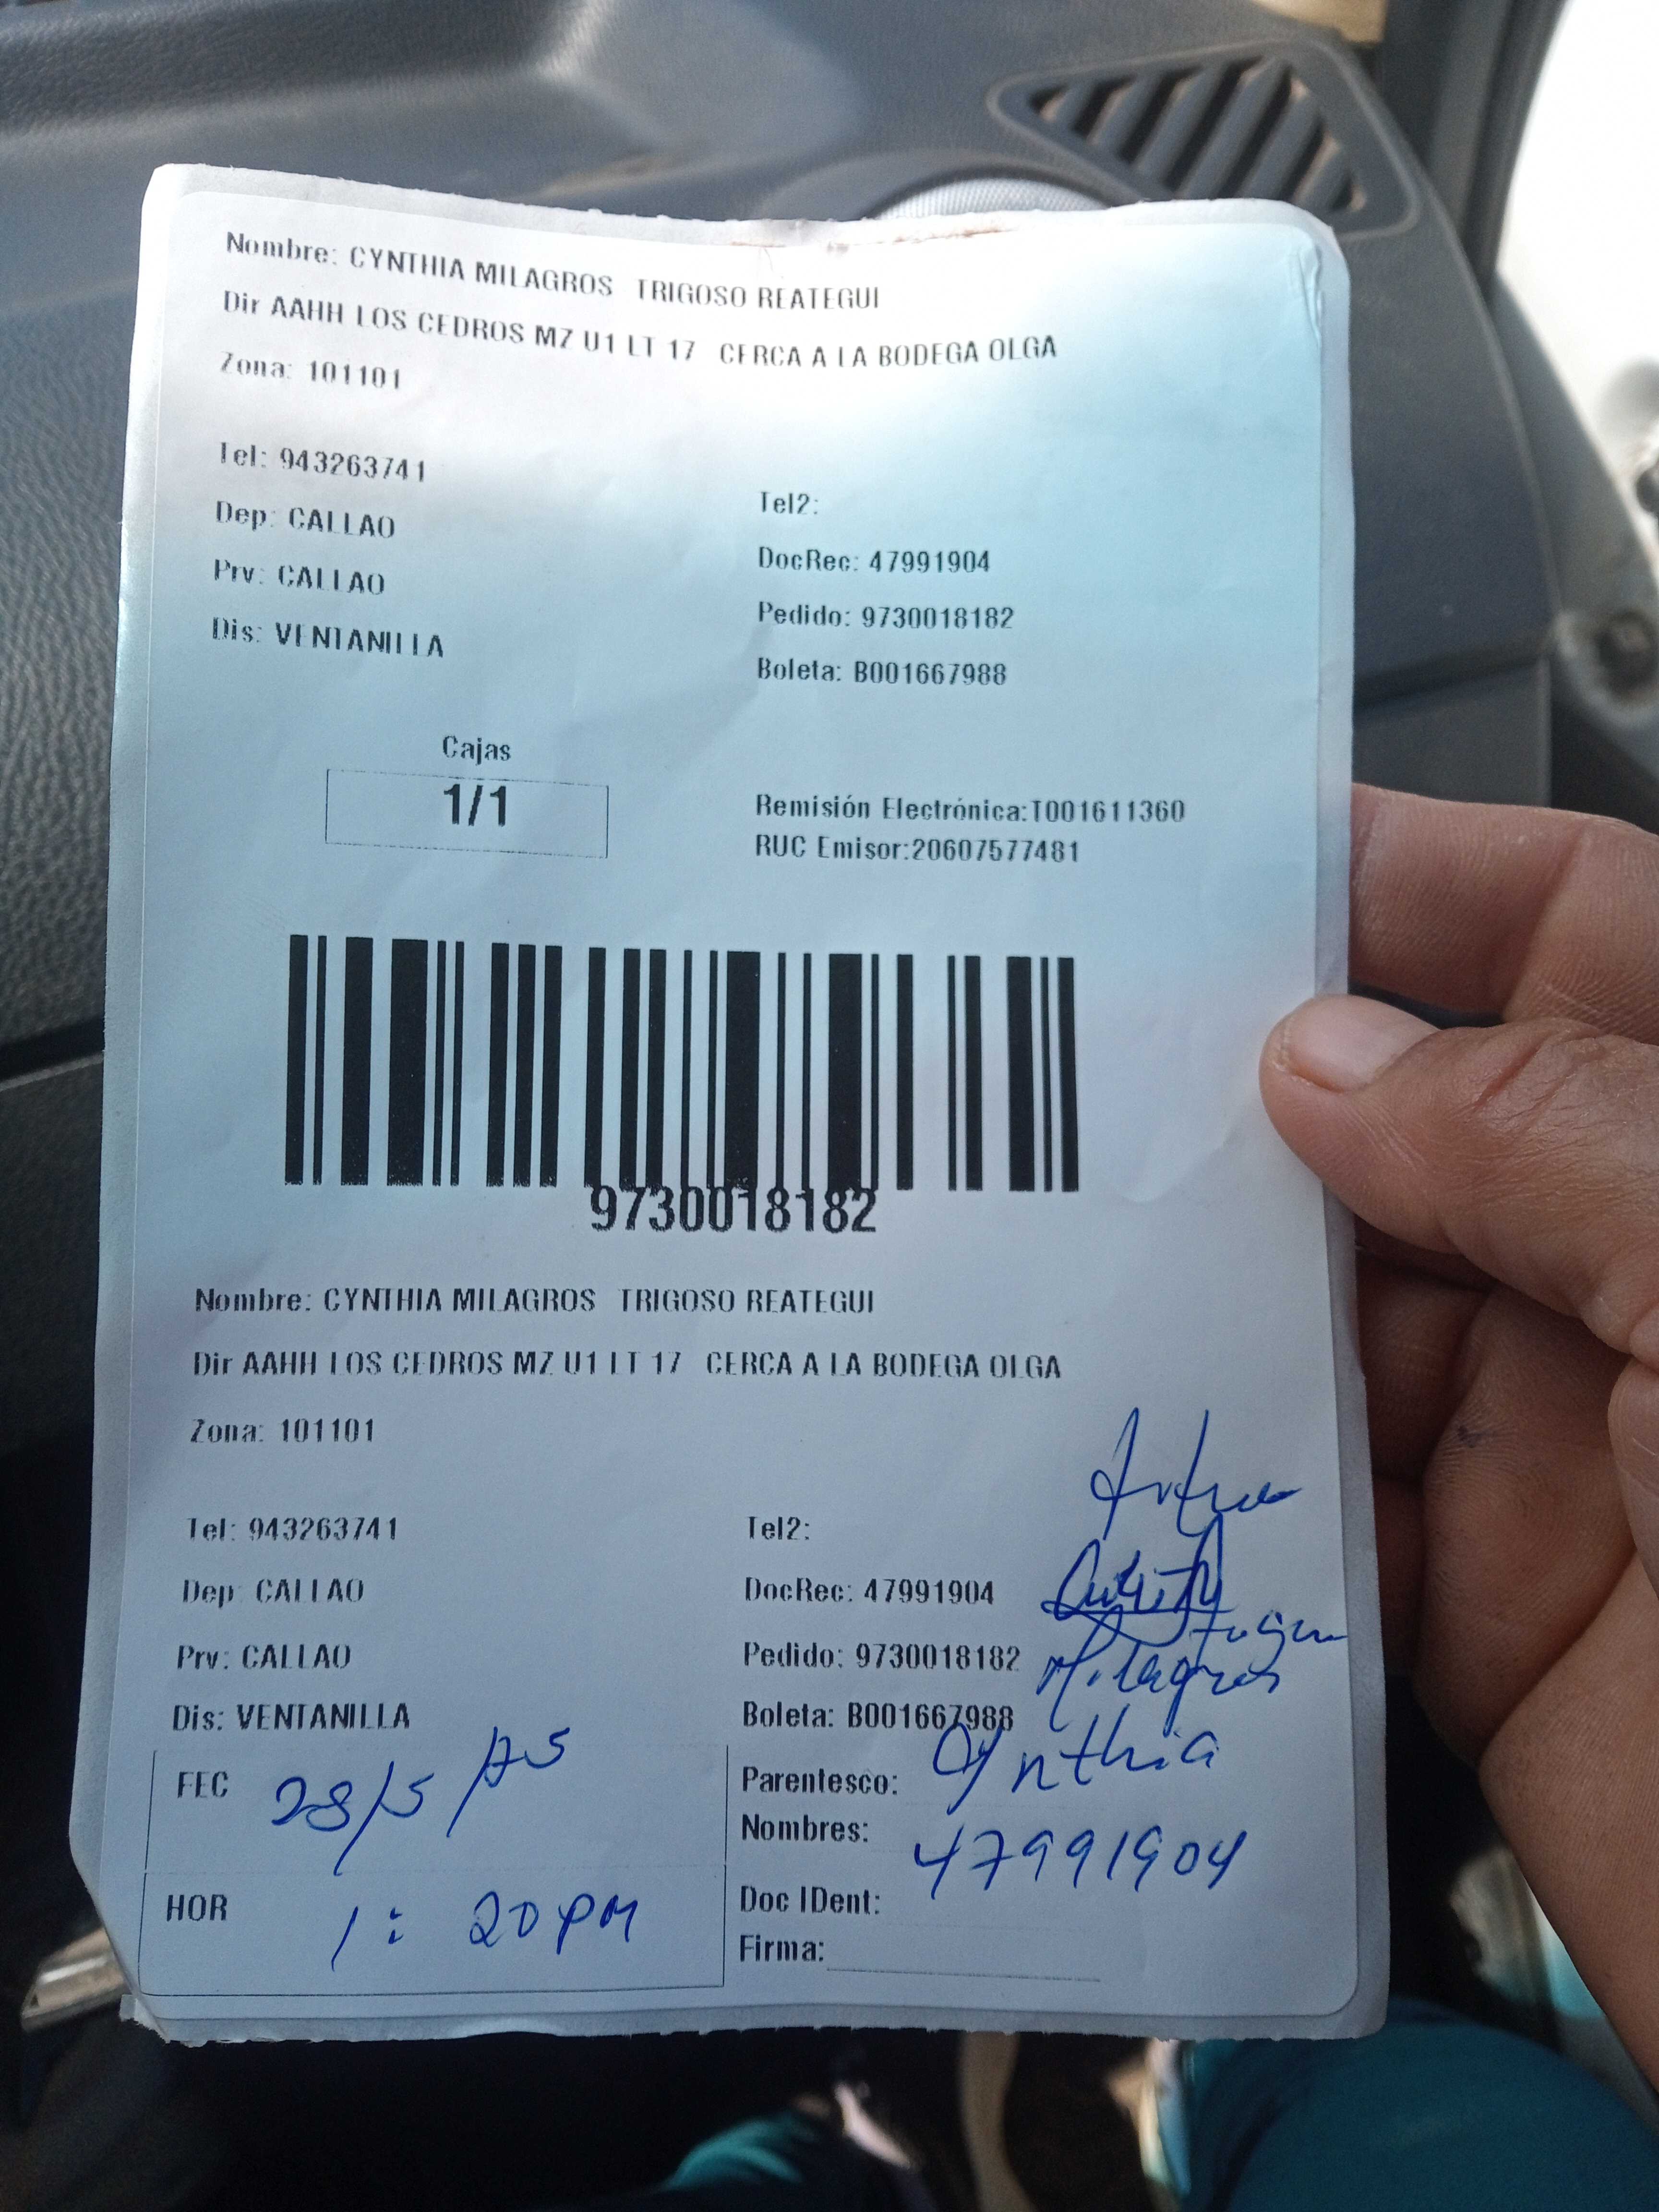 Nombre: CYNTHIA MILAGROS TRIGOSO REATEGUI
Dir AAHH LOS CEDROS MZ U1 LT 17 CERCA A LA BODEGA OLGA
Zona: 101101
Tel: 943263741
Tel2:
Dep: CALLAO
DocRec: 47991904
Prv: CALLAO
Pedido: 9730018182
Dis: VENTANILLA
Boleta: B001667988
Cajas
1/1
Remisión Electrónica:T001611360
RUC Emisor:20607577481
9730018182
Nombre: CYNTHIA MILAGROS TRIGOSO REATEGUI
Dir AAHH LOS CEDROS MZ U1 LT 17 CERCA A LA BODEGA OLGA
Zona: 101101
Tel: 943263741
Tel2:
Dep: CALLAO
DocRec: 47991904
Prv: CALLAO
Pedido: 9730018182
Milagros
Dis: VENTANILLA
Boleta: B001667988
FEC 28/5
Parentesco: Cynthia
Nombres: 47991904
HOR 1: 20 PM
Doc IDent:
Firma: